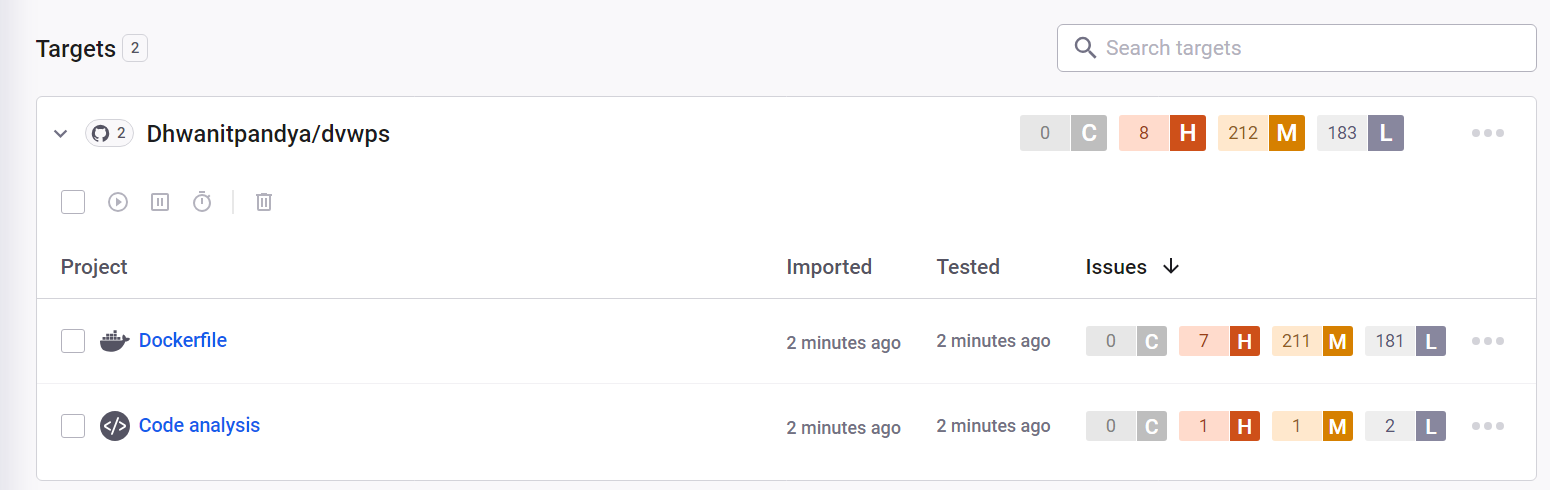 Targets 2
Search targets
2 Dhwanitpandya/dvwps 0 C 8 H 212 M 183 L
Project Imported Tested Issues
Dockerfile 2 minutes ago 2 minutes ago 0 C 7 H 211 M 181 L
Code analysis 2 minutes ago 2 minutes ago 0 C 1 H 1 M 2 L